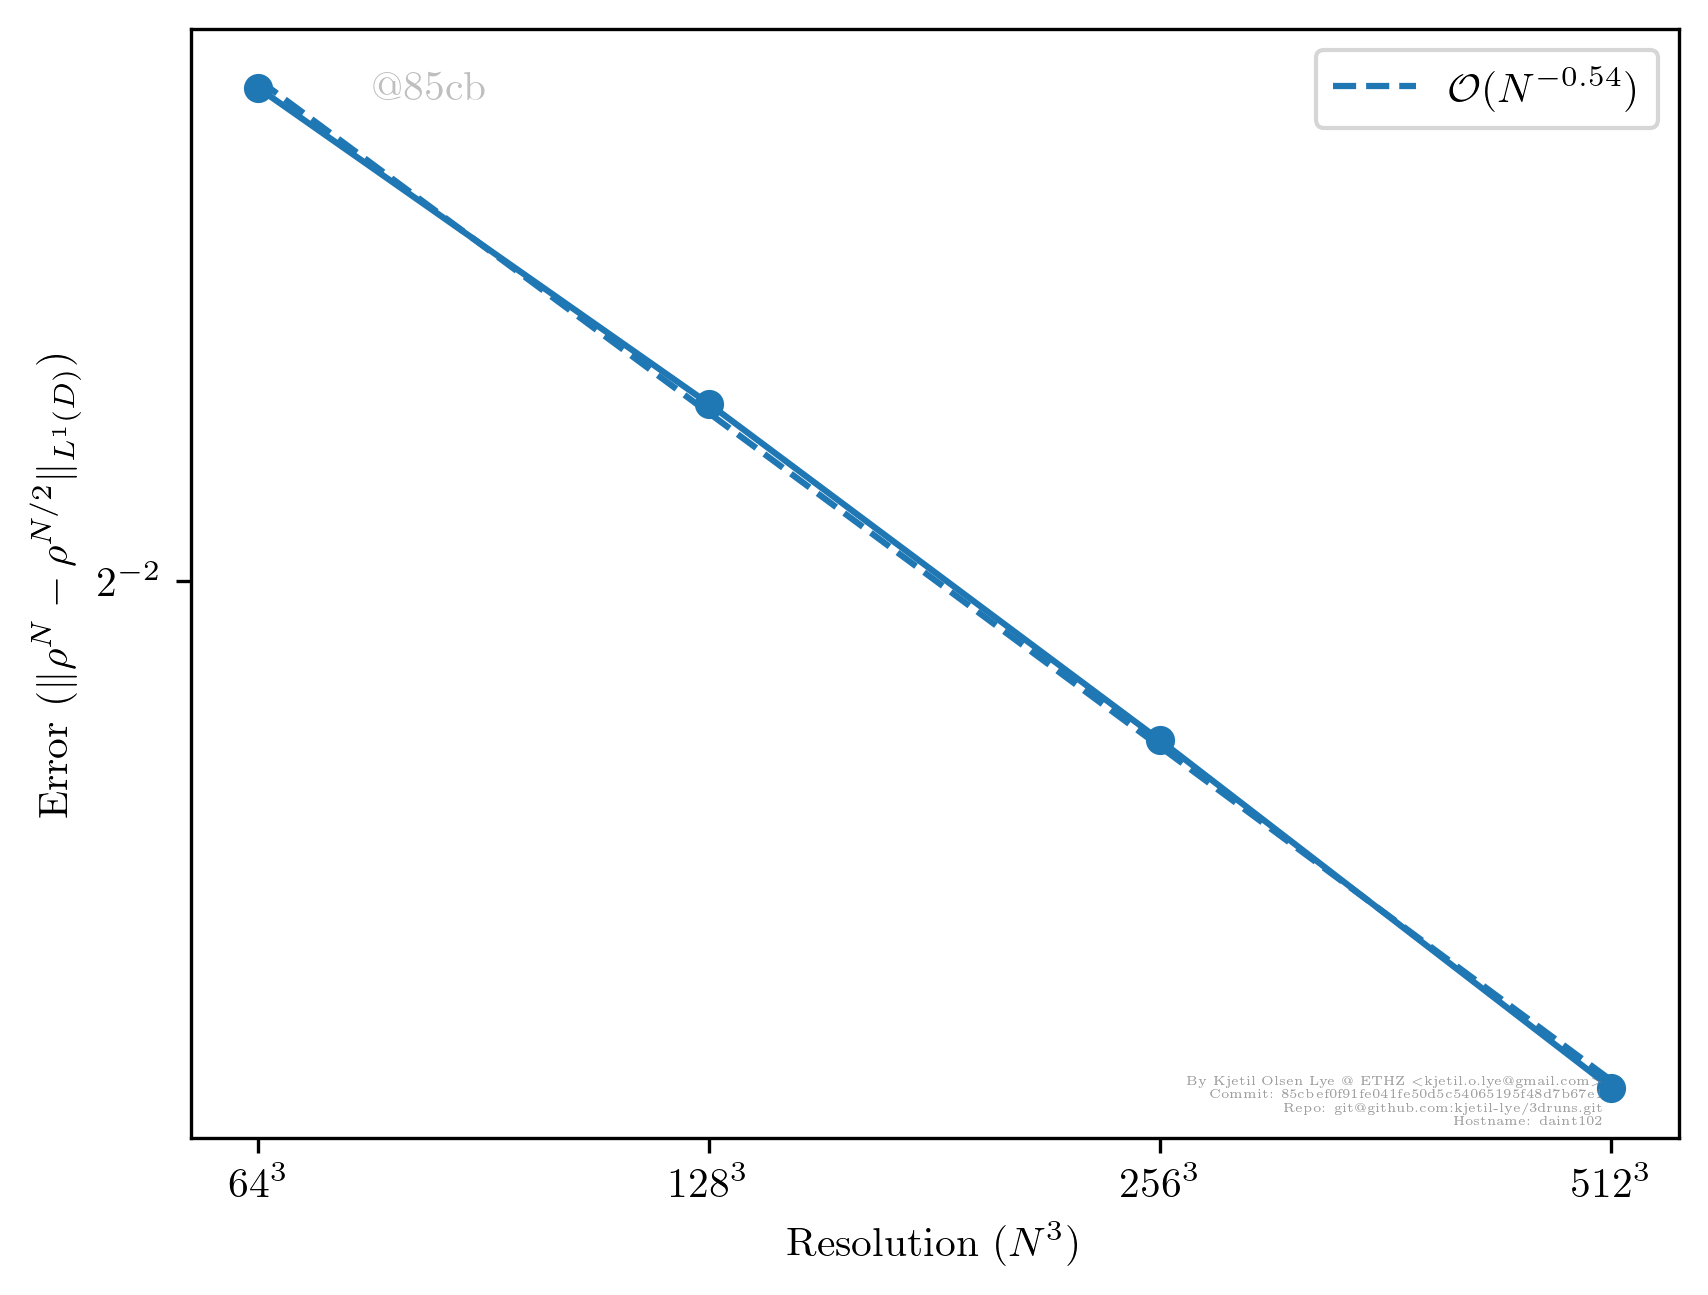 @85cb
𝒪(N^{-0.54})
Error (||ρ^N − ρ^{N/2}||_{L^1(D)})
2^{-2}
By Kjetil Olsen Lye @ ETHZ <kjetil.o.lye@gmail.com>
Commit:
Repo: git@github.com:kjetil-lye/3druns.git
Hostname: daint102
64^3 128^3 256^3 512^3
Resolution (N^3)